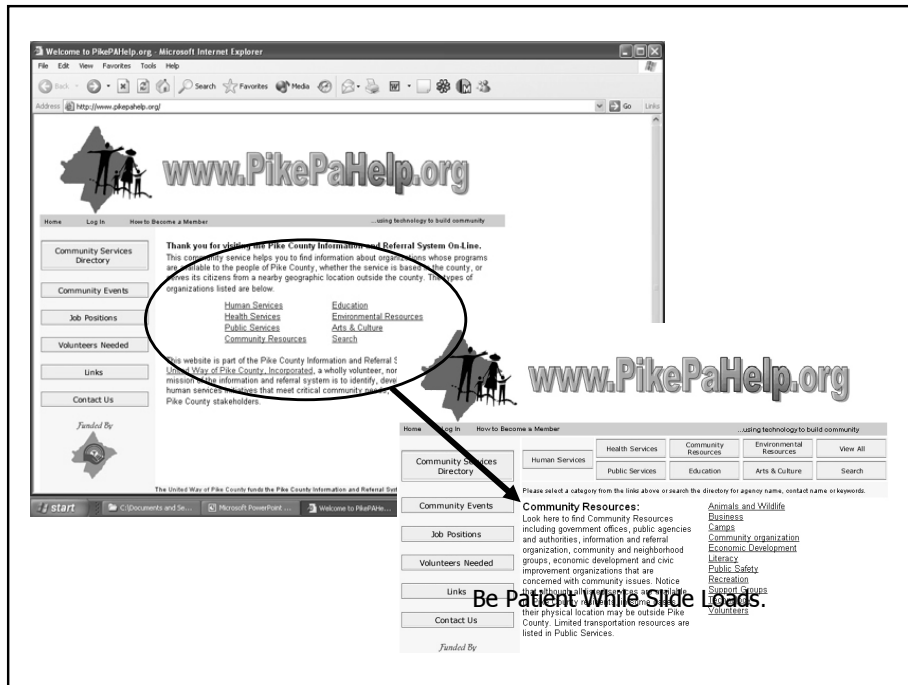 Welcome to PikePAHelp.org - Microsoft Internet Explorer
File Edit View Favorites Tools Help
Back Search Favorites Media
Address http://www.pikepahelp.org/ Go Links
www.PikePaHelp.org
Home Log In How to Become a Member ...using technology to build community
Community Services
Directory
Community Events
Job Positions
Volunteers Needed
Links
Contact Us
Funded By
Thank you for visiting the Pike County Information and Referral System On-Line.
This community service helps you to find information about organizations whose programs
are available to the people of Pike County, whether the service is based in the county, or
serves its citizens from a nearby geographic location outside the county. The types of
organizations listed are below.
Human Services Education
Health Services Environmental Resources
Public Services Arts & Culture
Community Resources Search
This website is part of the Pike County Information and Referral S
United Way of Pike County, Incorporated, a wholly volunteer, non
mission of the information and referral system is to identify, deve
human services initiatives that meet critical community needs,
Pike County stakeholders.
The United Way of Pike County funds the Pike County Information and Referral Syst
start C:\Documents and Se... Microsoft PowerPoint ... Welcome to PikePAHe...
www.PikePaHelp.org
Home Log In How to Become a Member ...using technology to build community
Community Services
Directory
Community Events
Job Positions
Volunteers Needed
Links
Contact Us
Funded By
Human Services Health Services Community Resources Environmental Resources View All
Public Services Education Arts & Culture Search
Please select a category from the links above or search the directory for agency name, contact name or keywords.
Community Resources:
Look here to find Community Resources
including government offices, public agencies
and authorities, information and referral
organization, community and neighborhood
groups, economic development and civic
improvement organizations that are
concerned with community issues. Notice
that although all listed services are available
to Pike County residents, in some cases
their physical location may be outside Pike
County. Limited transportation resources are
listed in Public Services.
Animals and Wildlife
Business
Camps
Community organization
Economic Development
Literacy
Public Safety
Recreation
Support Groups
Volunteers
Be Patient While Slide Loads.